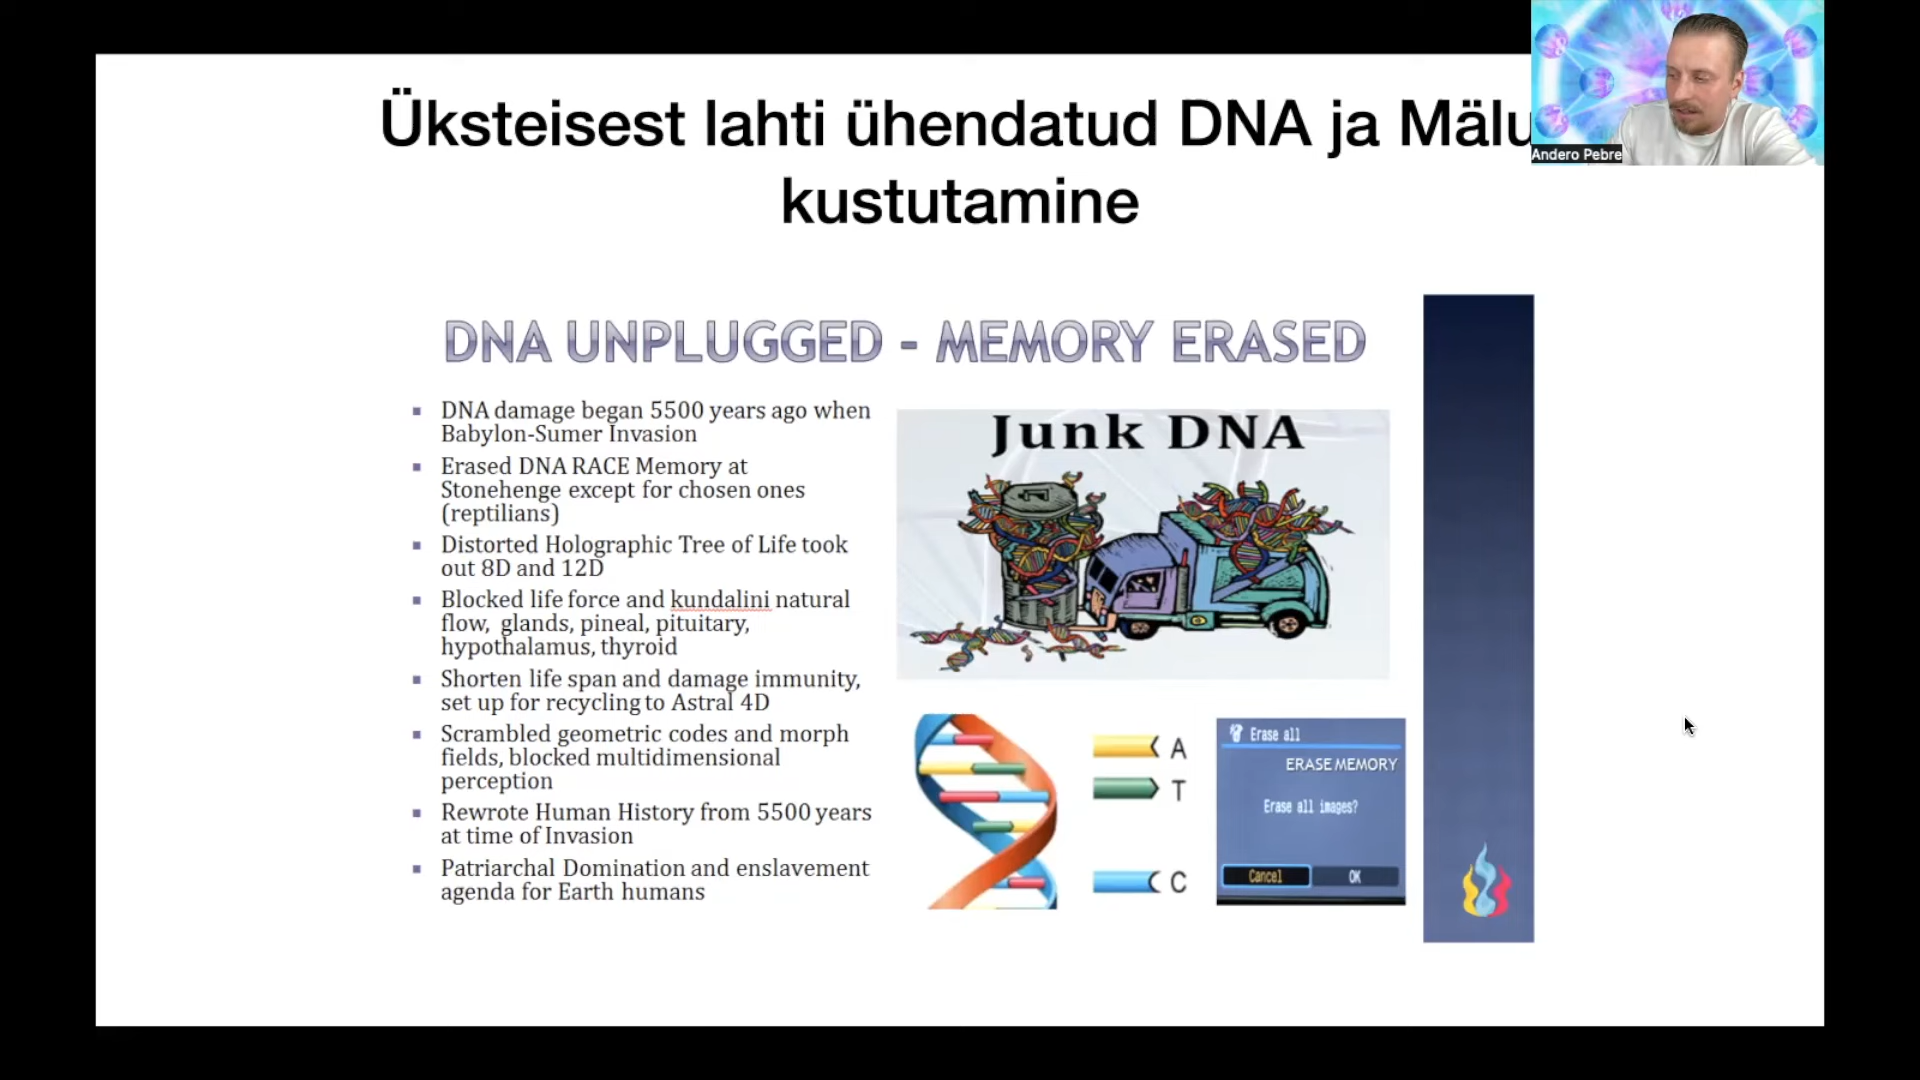 Üksteisest lahti ühendatud DNA ja Mälu
kustutamine
Andero Pebre
DNA UNPLUGGED - MEMORY ERASED
DNA damage began 5500 years ago when
Babylon-Sumer Invasion
Erased DNA RACE Memory at
Stonehenge except for chosen ones
(reptilians)
Distorted Holographic Tree of Life took
out 8D and 12D
Blocked life force and kundalini natural
flow, glands, pineal, pituitary,
hypothalamus, thyroid
Shorten life span and damage immunity,
set up for recycling to Astral 4D
Scrambled geometric codes and morph
fields, blocked multidimensional
perception
Rewrote Human History from 5500 years
at time of Invasion
Patriarchal Domination and enslavement
agenda for Earth humans
Junk DNA
A
T
C
Erase all
ERASE MEMORY
Erase all images?
Cancel OK